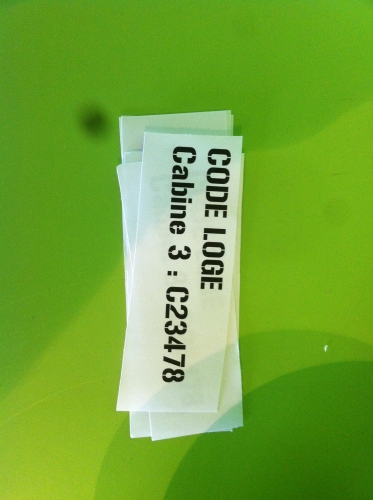 CODE LOGE
Cabine 3 : C23478